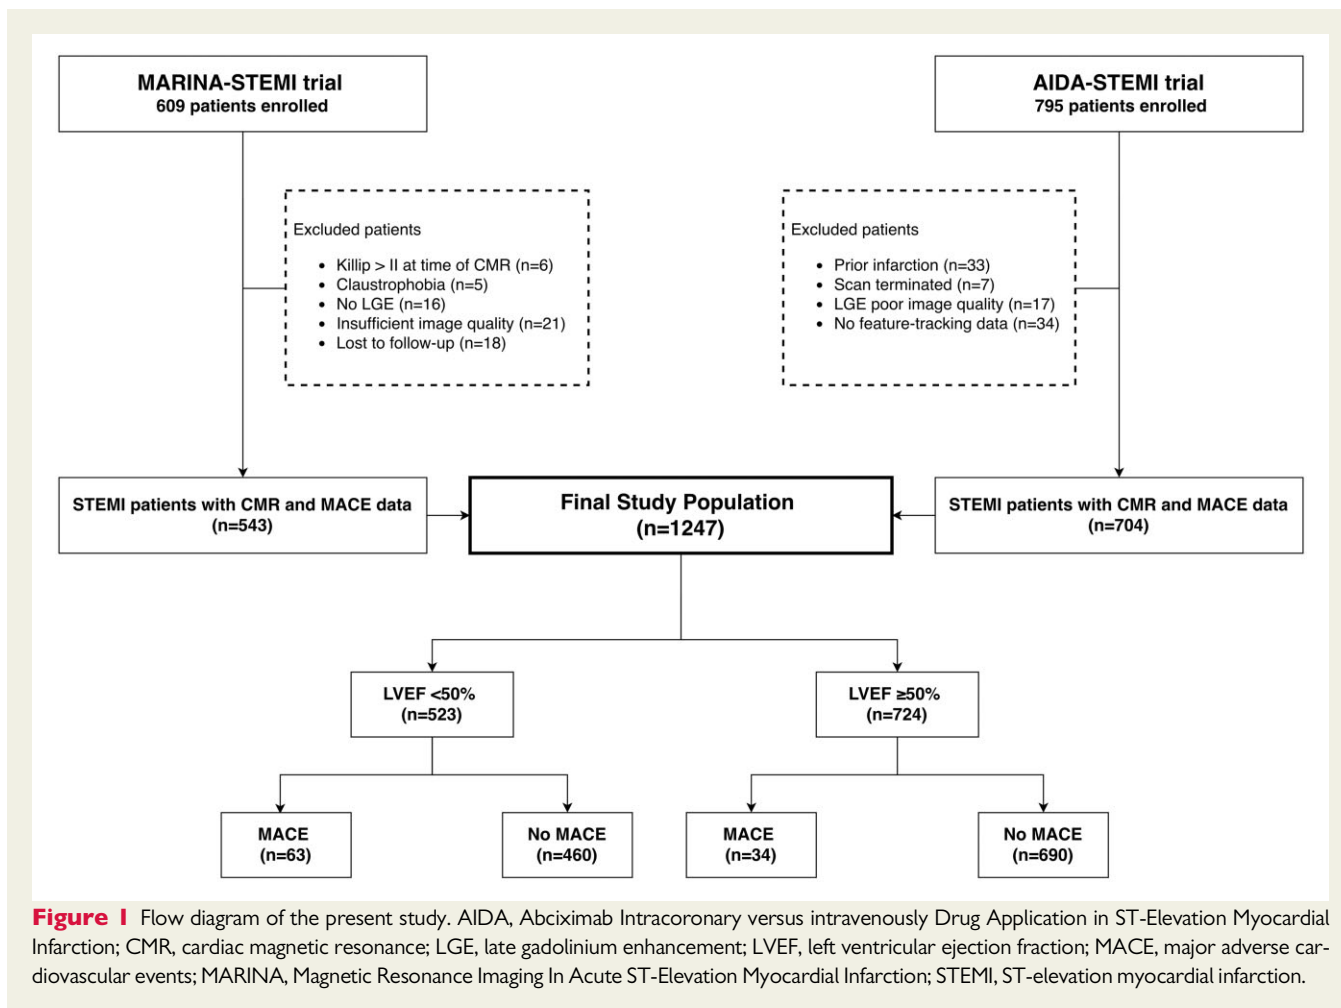 MARINA-STEMI trial
609 patients enrolled
AIDA-STEMI trial
795 patients enrolled
Excluded patients
• Killip > II at time of CMR (n=6)
• Claustrophobia (n=5)
• No LGE (n=16)
• Insufficient image quality (n=21)
• Lost to follow-up (n=18)
Excluded patients
• Prior infarction (n=33)
• Scan terminated (n=7)
• LGE poor image quality (n=17)
• No feature-tracking data (n=34)
STEMI patients with CMR and MACE data
(n=543)
Final Study Population
(n=1247)
STEMI patients with CMR and MACE data
(n=704)
LVEF <50%
(n=523)
LVEF ≥50%
(n=724)
MACE
(n=63)
No MACE
(n=460)
MACE
(n=34)
No MACE
(n=690)
Figure 1 Flow diagram of the present study. AIDA, Abciximab Intracoronary versus intravenously Drug Application in ST-Elevation Myocardial
Infarction; CMR, cardiac magnetic resonance; LGE, late gadolinium enhancement; LVEF, left ventricular ejection fraction; MACE, major adverse car-
diovascular events; MARINA, Magnetic Resonance Imaging In Acute ST-Elevation Myocardial Infarction; STEMI, ST-elevation myocardial infarction.